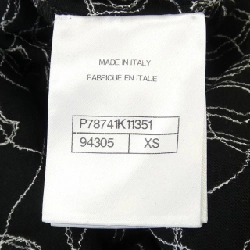 MADE IN ITALY
FABRIQUE EN ITALIE
P78741K11351
94305 XS